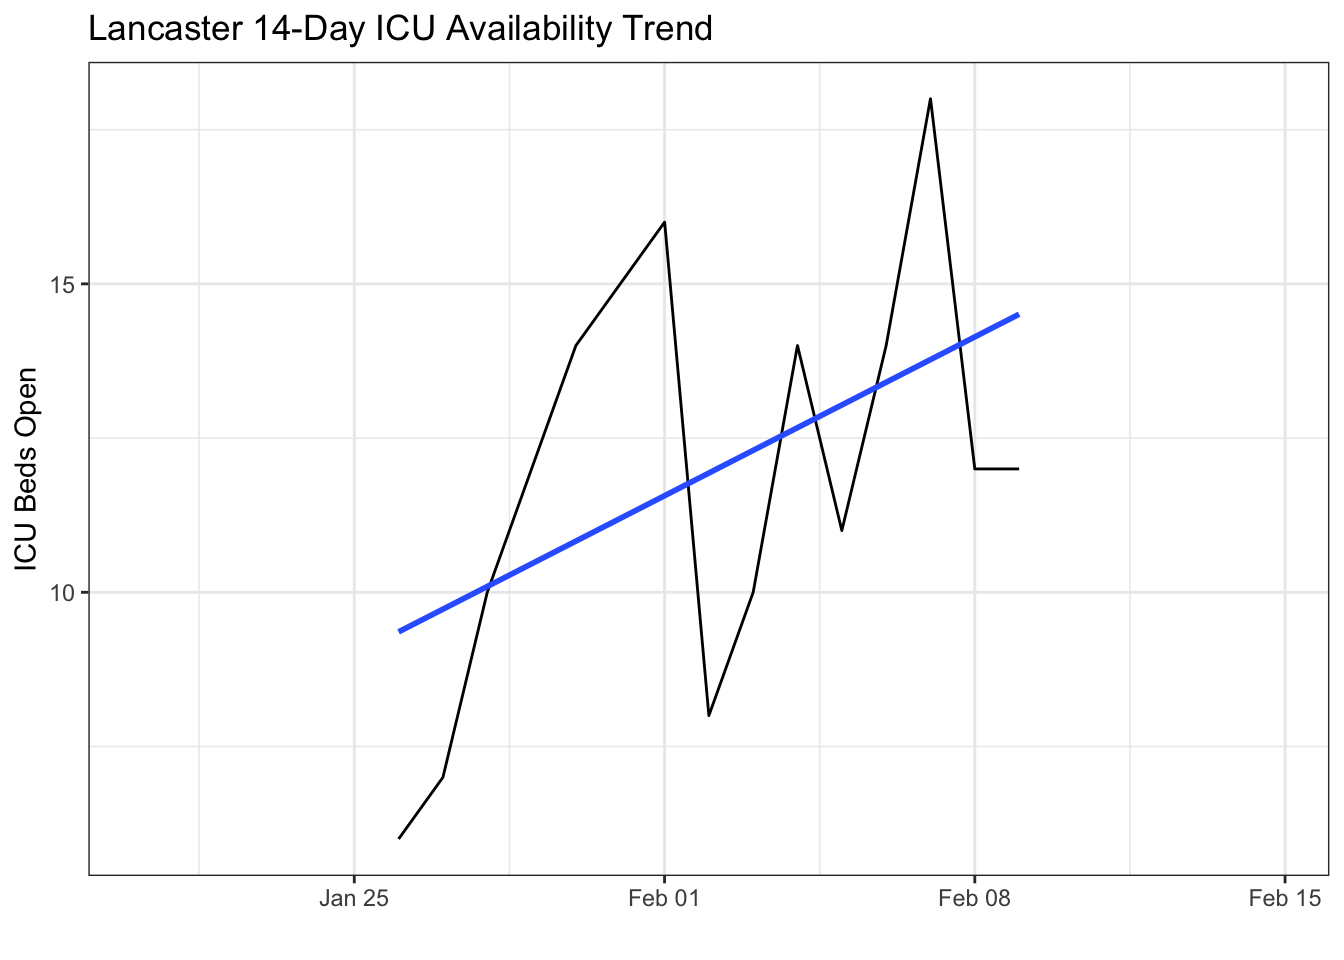 Lancaster 14-Day ICU Availability Trend
15
ICU Beds Open
10
Jan 25 Feb 01 Feb 08 Feb 15